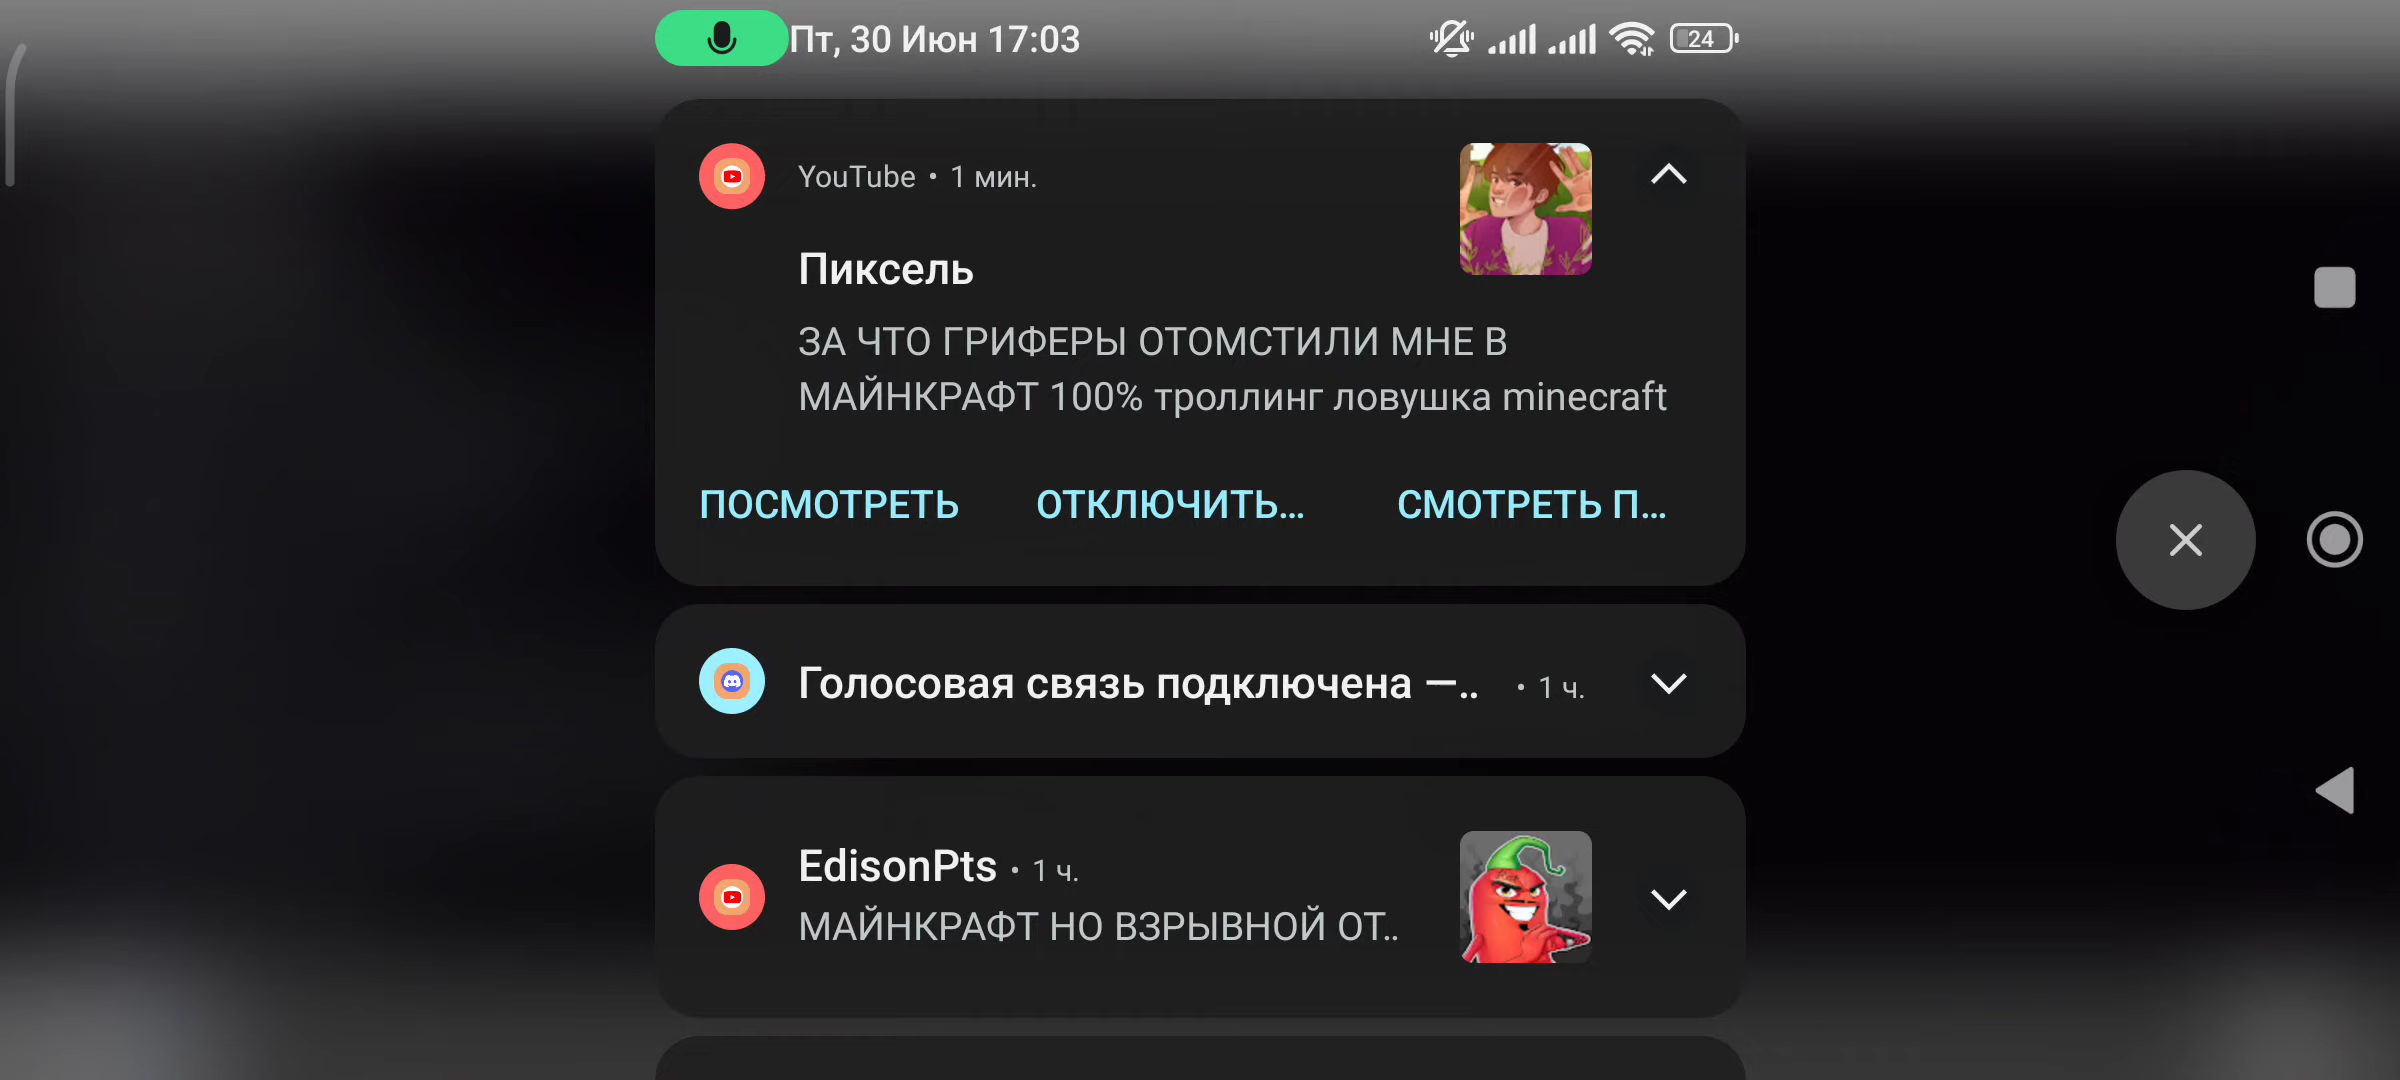 Пт, 30 Июн 17:03
24
YouTube • 1 мин.
Пиксель
ЗА ЧТО ГРИФЕРЫ ОТОМСТИЛИ МНЕ В
МАЙНКРАФТ 100% троллинг ловушка minecraft
ПОСМОТРЕТЬ ОТКЛЮЧИТЬ... СМОТРЕТЬ П...
Голосовая связь подключена —.. • 1 ч.
EdisonPts • 1 ч.
МАЙНКРАФТ НО ВЗРЫВНОЙ ОТ..